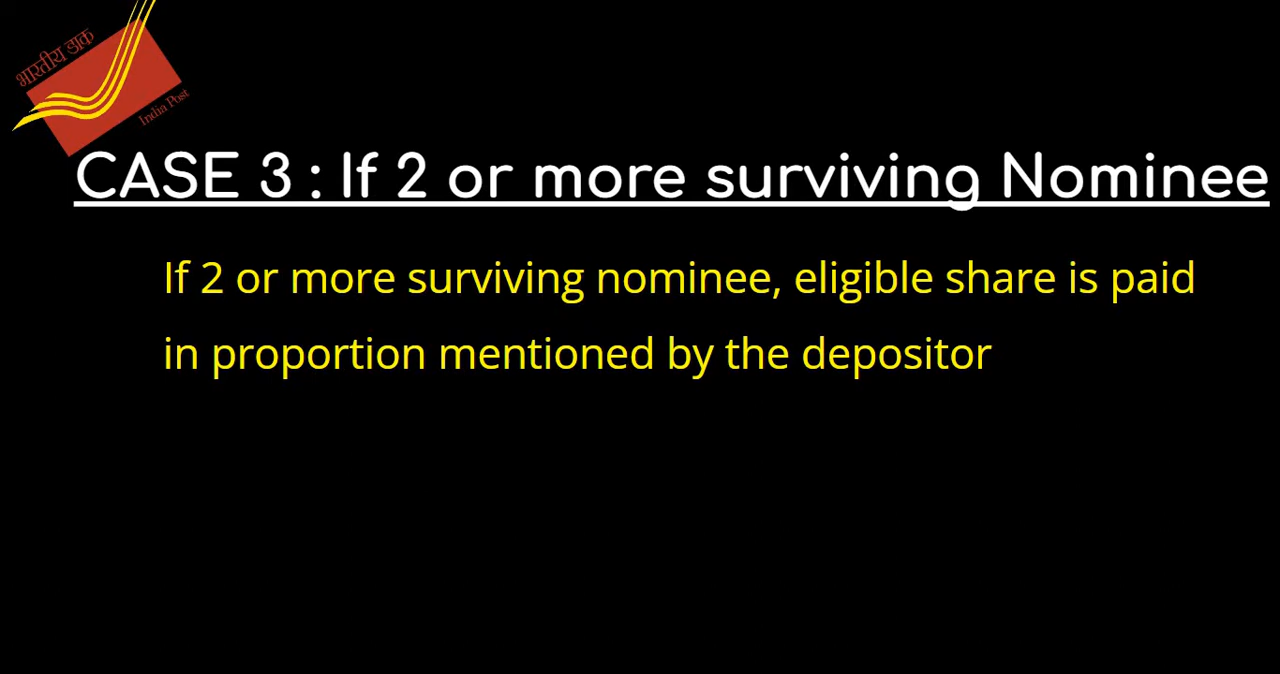 भारतीय डाक
India Post
CASE 3 : If 2 or more surviving Nominee
If 2 or more surviving nominee, eligible share is paid
in proportion mentioned by the depositor